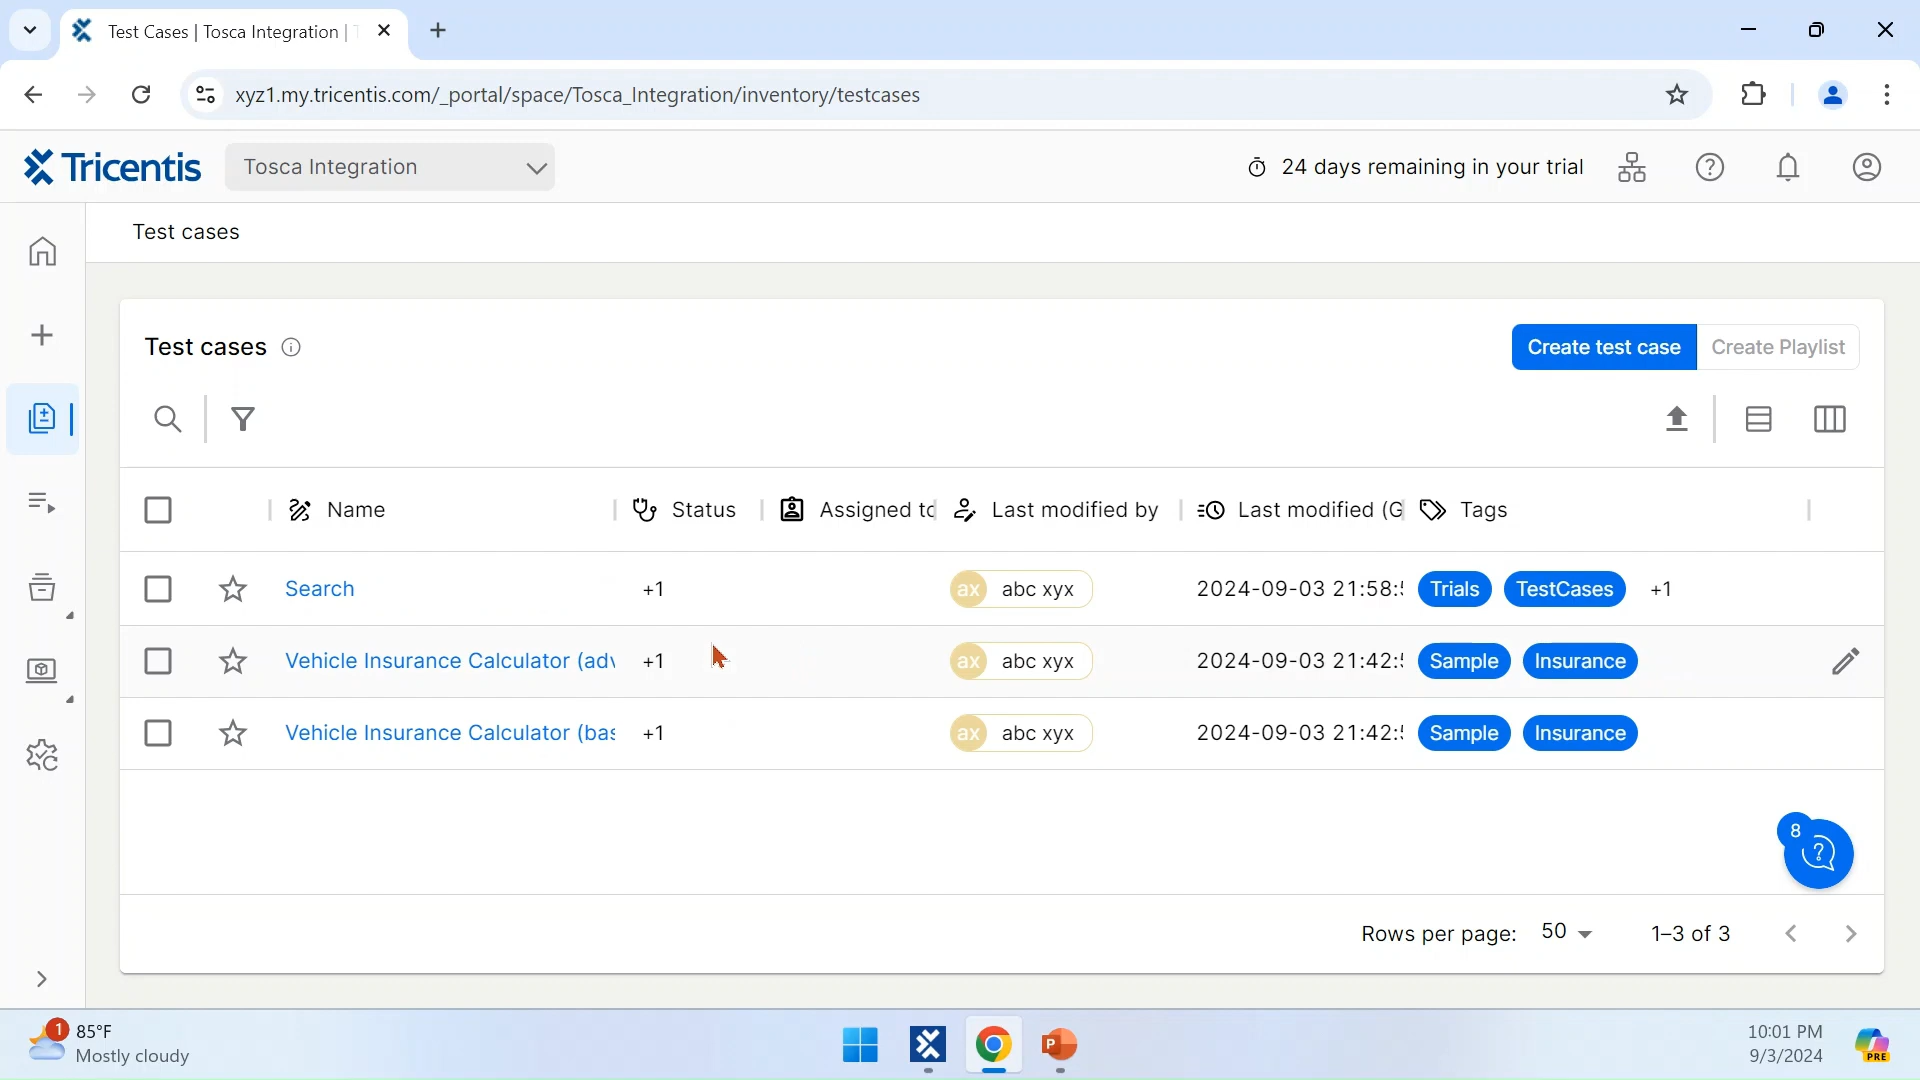 Test Cases | Tosca Integration |
xyz1.my.tricentis.com/_portal/space/Tosca_Integration/inventory/testcases
Tricentis
Tosca Integration
24 days remaining in your trial
Test cases
Test cases
Create test case
Create Playlist
Name Status Assigned to Last modified by Last modified (G Tags
Search +1 ax abc xyx 2024-09-03 21:58: Trials TestCases +1
Vehicle Insurance Calculator (adv +1 ax abc xyx 2024-09-03 21:42: Sample Insurance
Vehicle Insurance Calculator (bas +1 ax abc xyx 2024-09-03 21:42: Sample Insurance
8
Rows per page: 50 1–3 of 3
1 85°F
Mostly cloudy
P
10:01 PM
9/3/2024
PRE